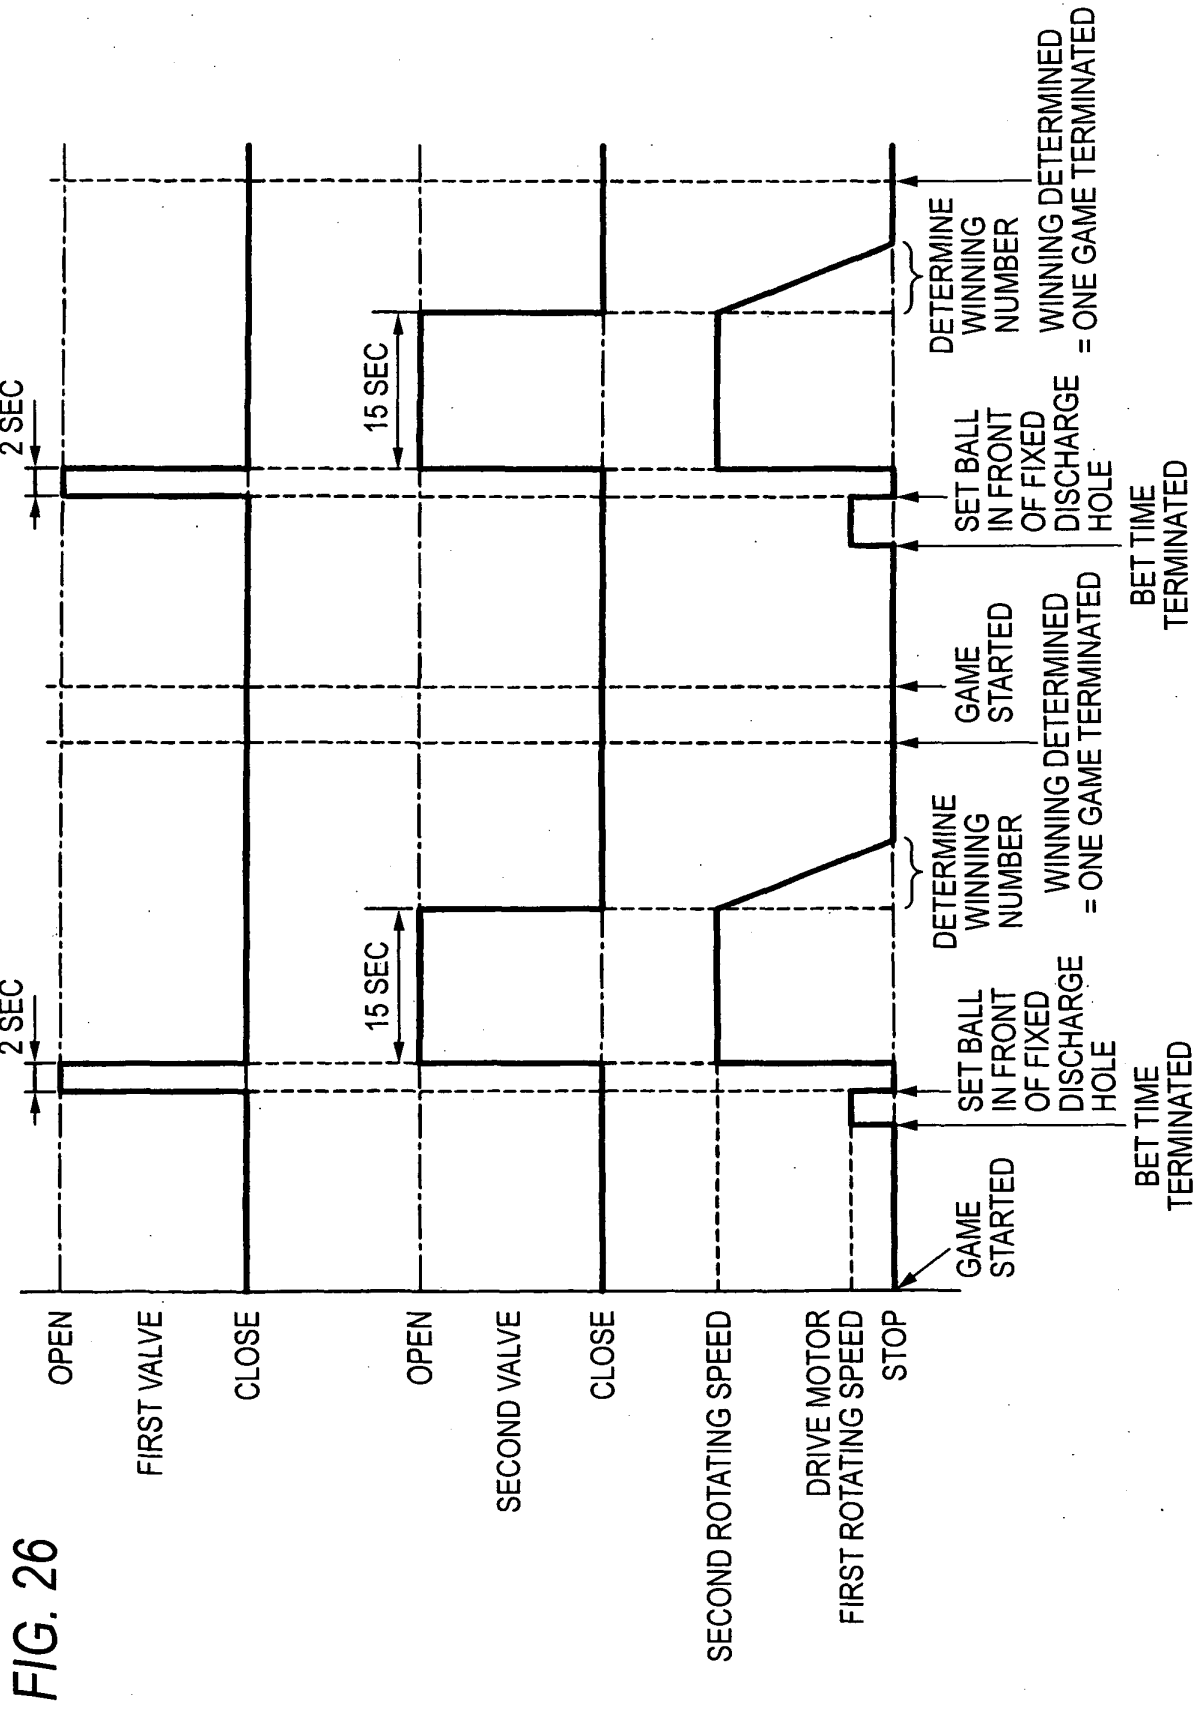 FIG. 26
OPEN
FIRST VALVE
CLOSE
OPEN
SECOND VALVE
CLOSE
SECOND ROTATING SPEED
DRIVE MOTOR
FIRST ROTATING SPEED
STOP
2 SEC
2 SEC
15 SEC
15 SEC
GAME
STARTED
BET TIME
TERMINATED
SET BALL
IN FRONT
OF FIXED
DISCHARGE
HOLE
DETERMINE
WINNING
NUMBER
WINNING DETERMINED
= ONE GAME TERMINATED
GAME
STARTED
BET TIME
TERMINATED
SET BALL
IN FRONT
OF FIXED
DISCHARGE
HOLE
DETERMINE
WINNING
NUMBER
WINNING DETERMINED
= ONE GAME TERMINATED